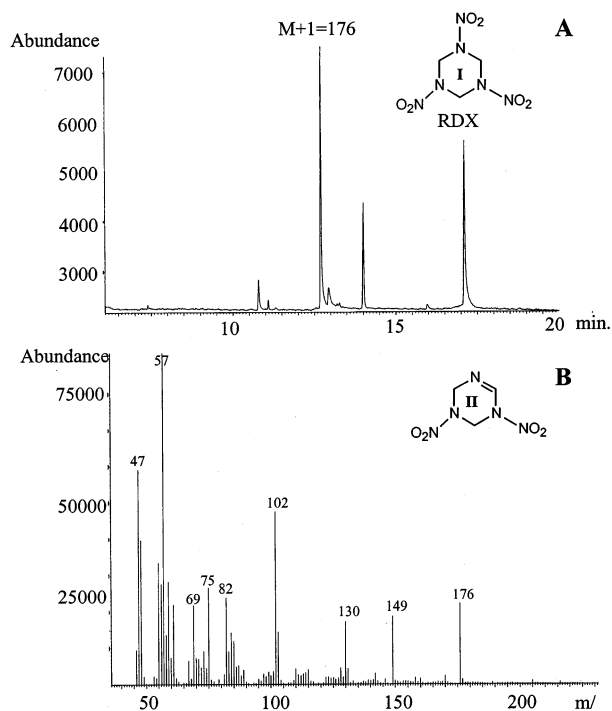 M+1=176
A
Abundance
NO₂
N
I
N
N
O₂N
NO₂
RDX
7000
6000
5000
4000
3000
10
15
20
min.
Abundance
B
57
75000
N
II
N
N
O₂N
NO₂
47
50000
102
25000
75
82
69
130
149
176
50
100
150
200
m/